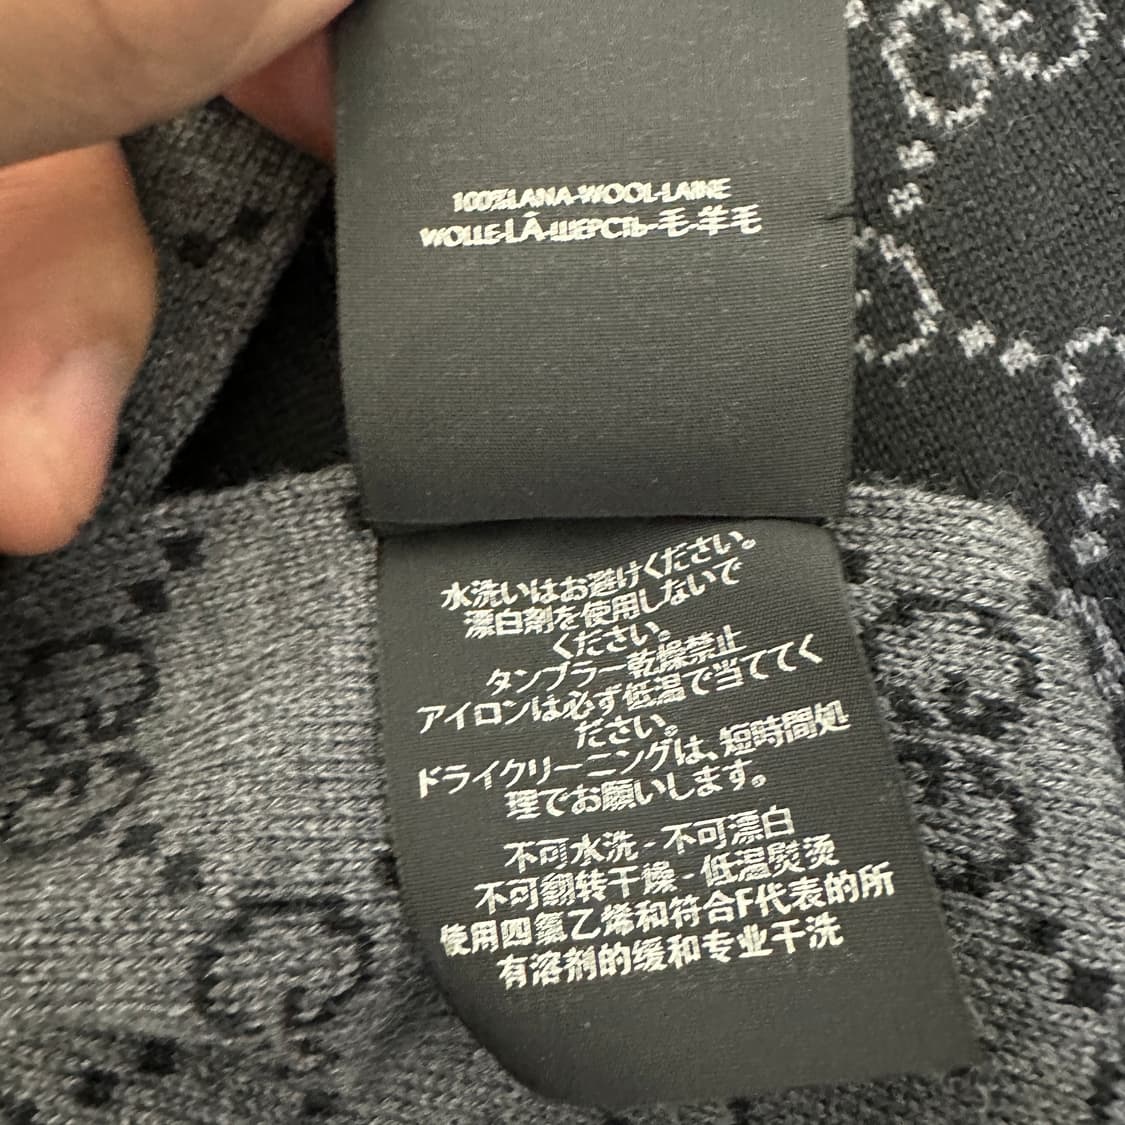 100%LANA-WOOL-LAINE
WOLLE-LÃ-ШЕРСТЬ-毛-羊毛
水洗いはお避けください。
漂白剤を使用しないで
ください。
タンブラー乾燥禁止
アイロンは必ず低温で当ててく
ださい。
ドライクリーニングは、短時間処
理でお願いします。
不可水洗-不可漂白
不可翻转干燥-低温熨烫
使用四氯乙烯和符合F代表的所
有溶剂的缓和专业干洗